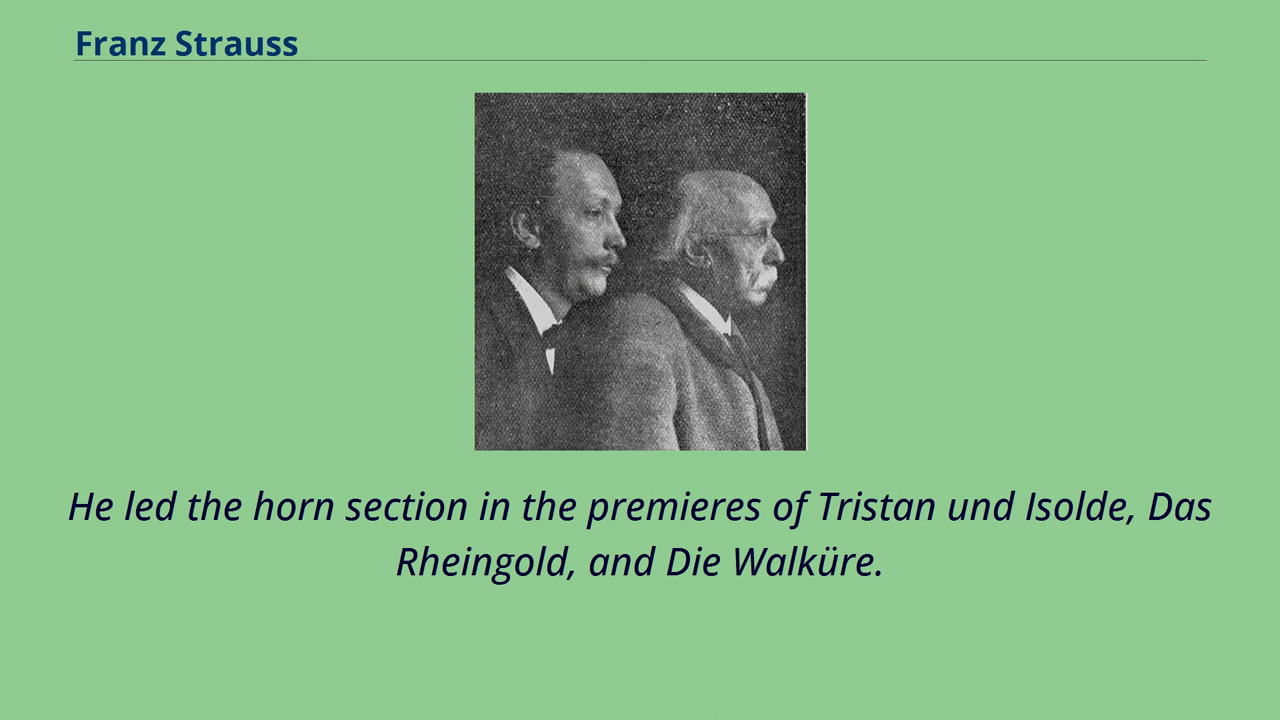 Franz Strauss
He led the horn section in the premieres of Tristan und Isolde, Das
Rheingold, and Die Walküre.